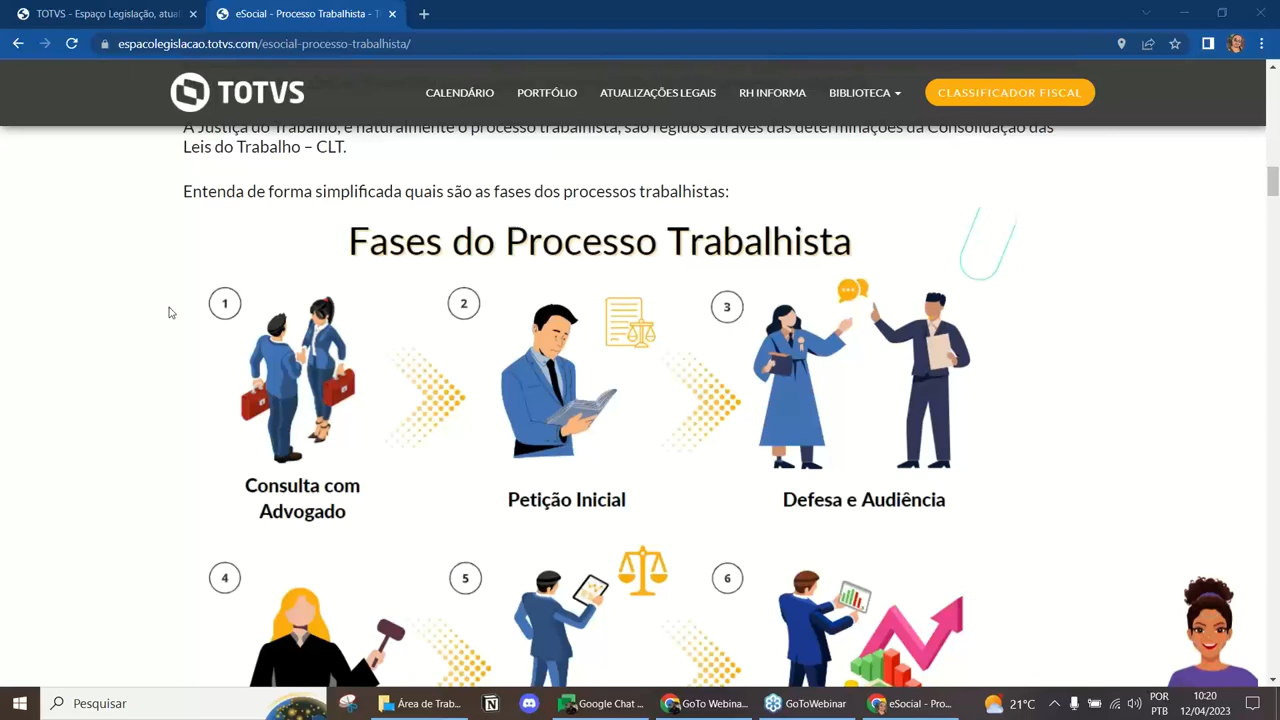 TOTVS - Espaço Legislação, atual
eSocial - Processo Trabalhista - T
espacolegislacao.totvs.com/esocial-processo-trabalhista/
TOTVS
CALENDÁRIO
PORTFÓLIO
ATUALIZAÇÕES LEGAIS
RH INFORMA
BIBLIOTECA
CLASSIFICADOR FISCAL
A Justiça do Trabalho, e naturalmente o processo trabalhista, são regidos através das determinações da Consolidação das
Leis do Trabalho – CLT.
Entenda de forma simplificada quais são as fases dos processos trabalhistas:
Fases do Processo Trabalhista
1
2
3
Consulta com
Advogado
Petição Inicial
Defesa e Audiência
4
5
6
Pesquisar
Área de Trab...
Google Chat ...
GoTo Webina...
GoToWebinar
eSocial - Pro...
21°C
POR
PTB
10:20
12/04/2023